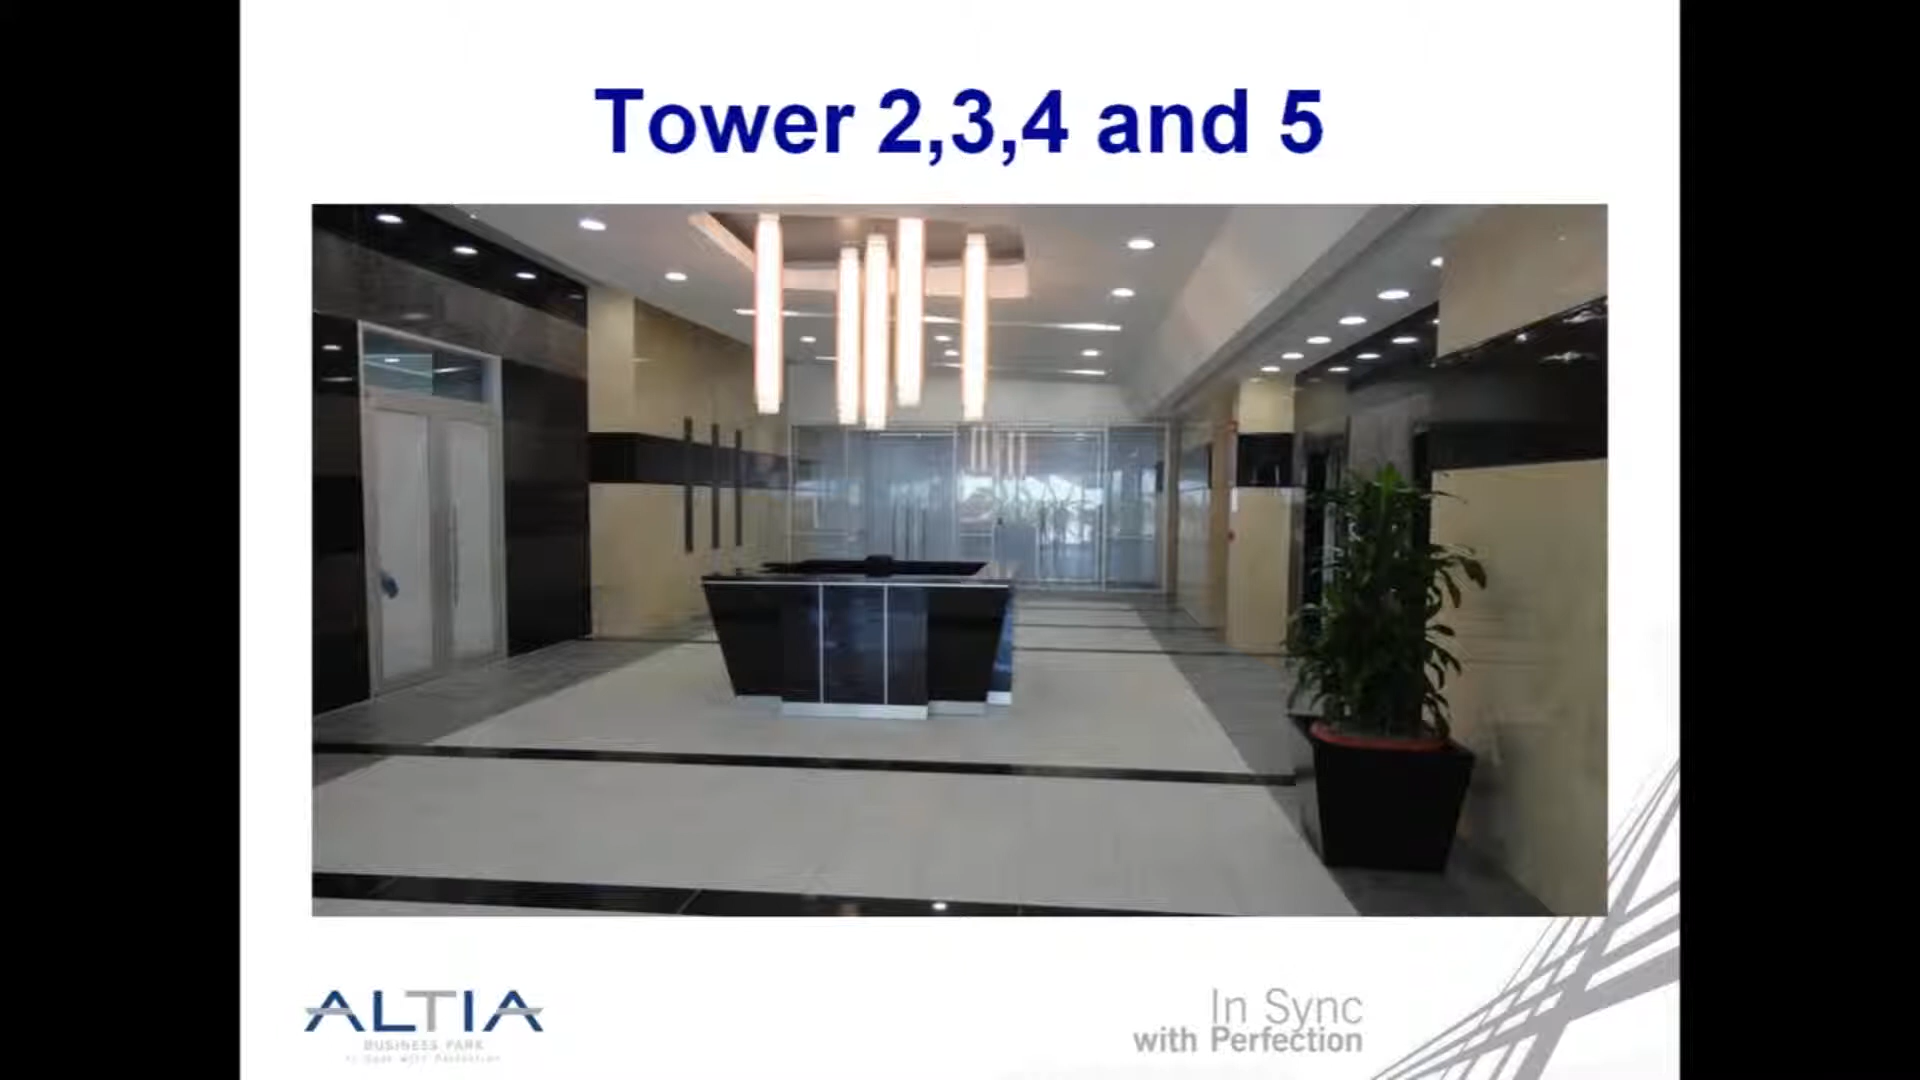 Tower 2,3,4 and 5
ALTIA
BUSINESS PARK
In Sync
with Perfection